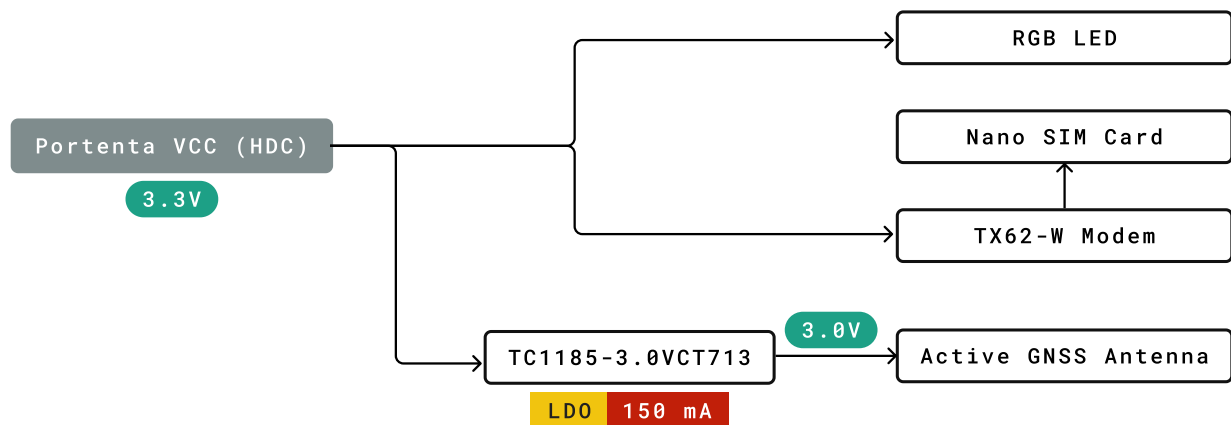 RGB LED
Portenta VCC (HDC)
3.3V
Nano SIM Card
TX62-W Modem
TC1185-3.0VCT713
3.0V
Active GNSS Antenna
LDO 150 mA